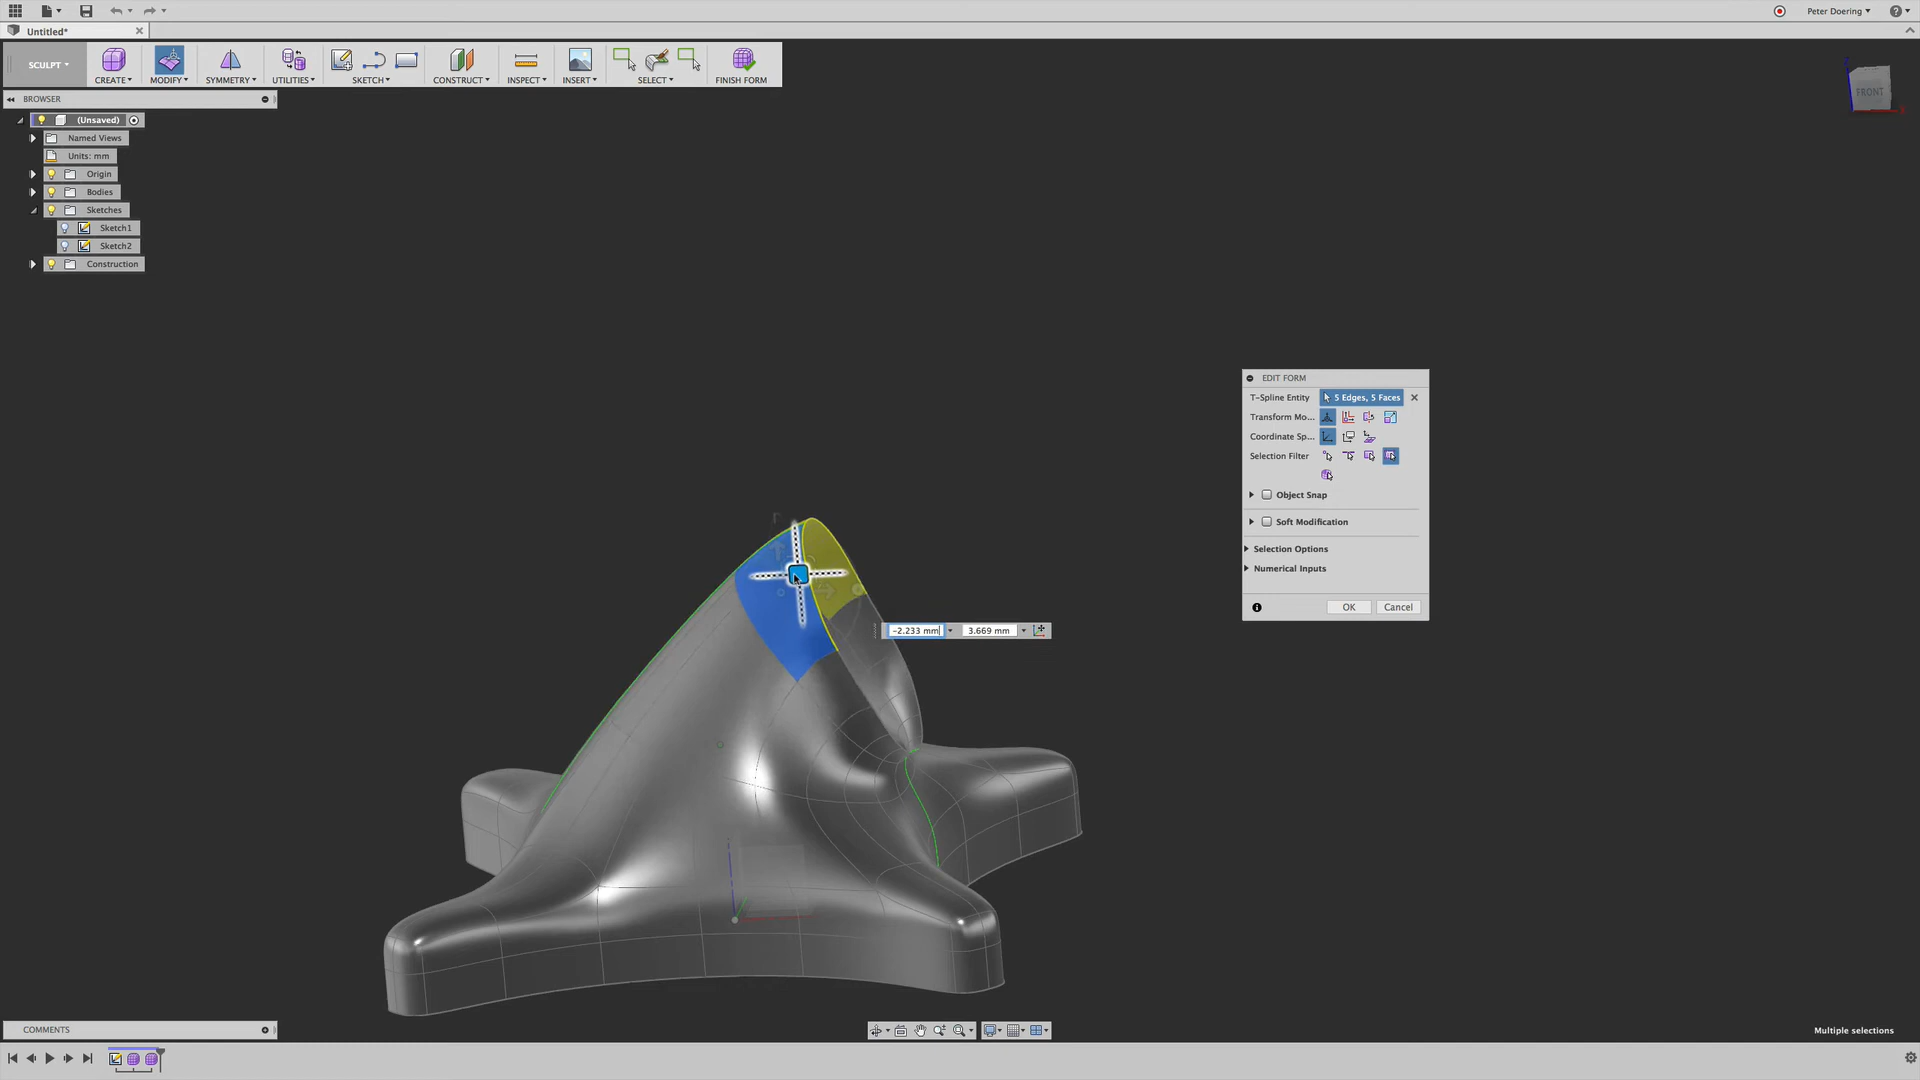 Peter Doering
Untitled*
SCULPT
CREATE
MODIFY
SYMMETRY
UTILITIES
SKETCH
CONSTRUCT
INSPECT
INSERT
SELECT
FINISH FORM
FRONT
BROWSER
(Unsaved)
Named Views
Units: mm
Origin
Bodies
Sketches
Sketch1
Sketch2
Construction
EDIT FORM
T-Spline Entity
5 Edges, 5 Faces
Transform Mo...
Coordinate Sp...
Selection Filter
Object Snap
Soft Modification
Selection Options
Numerical Inputs
OK
Cancel
-2.233 mm
3.669 mm
COMMENTS
Multiple selections